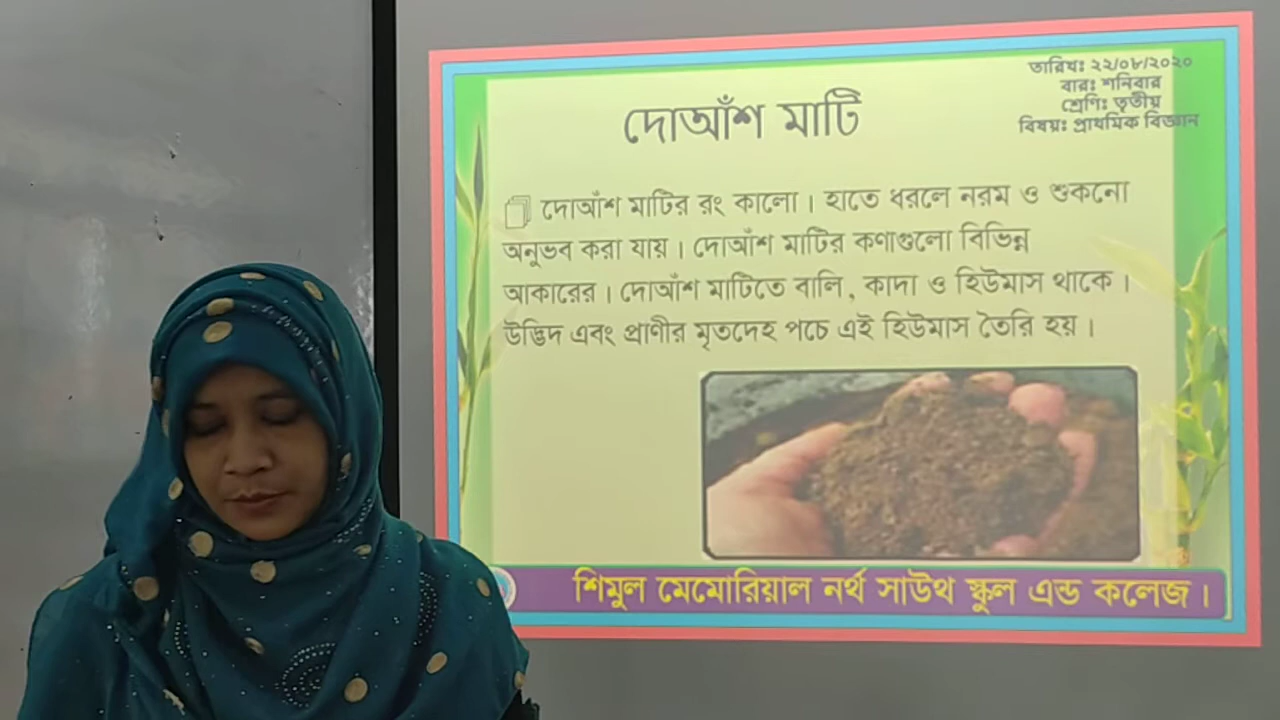 তারিখঃ ২২/০৮/২০২০
বারঃ শনিবার
শ্রেণিঃ তৃতীয়
বিষয়ঃ প্রাথমিক বিজ্ঞান
দোআঁশ মাটি
দোআঁশ মাটির রং কালো। হাতে ধরলে নরম ও শুকনো
অনুভব করা যায়। দোআঁশ মাটির কণাগুলো বিভিন্ন
আকারের। দোআঁশ মাটিতে বালি, কাদা ও হিউমাস থাকে।
উদ্ভিদ এবং প্রাণীর মৃতদেহ পচে এই হিউমাস তৈরি হয়।
শিমুল মেমোরিয়াল নর্থ সাউথ স্কুল এন্ড কলেজ।